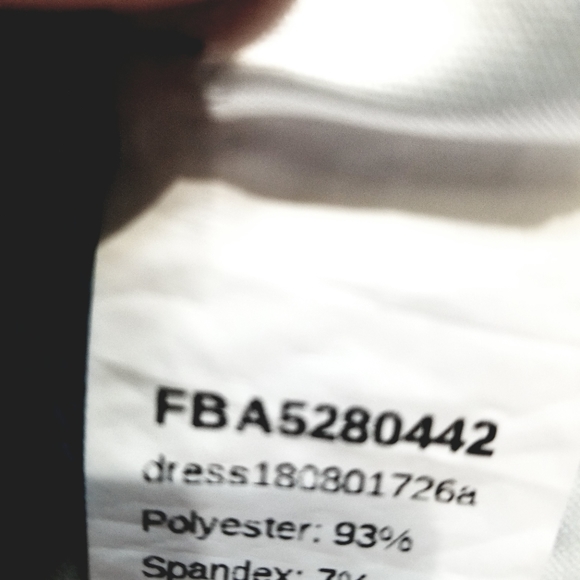 FBA5280442
dress180801726a
Polyester: 93%
Spandex: 7%